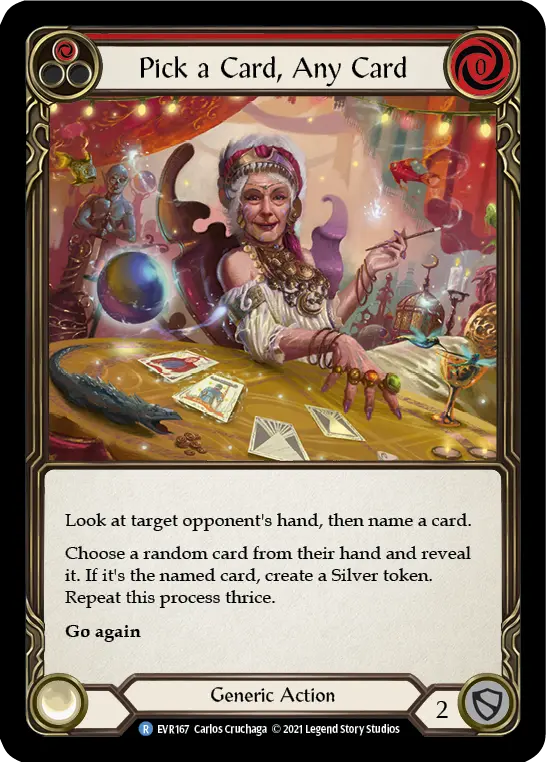 Pick a Card, Any Card
0
Look at target opponent's hand, then name a card.
Choose a random card from their hand and reveal
it. If it's the named card, create a Silver token.
Repeat this process thrice.
Go again
Generic Action
2
R EVR167 Carlos Cruchaga © 2021 Legend Story Studios